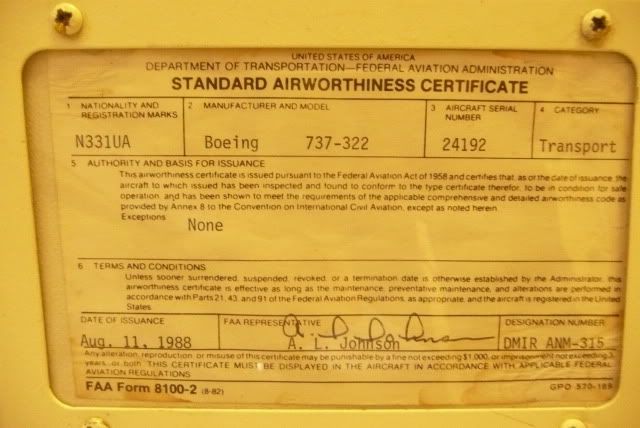 UNITED STATES OF AMERICA
DEPARTMENT OF TRANSPORTATION—FEDERAL AVIATION ADMINISTRATION
STANDARD AIRWORTHINESS CERTIFICATE
1 NATIONALITY AND REGISTRATION MARKS
N331UA
2 MANUFACTURER AND MODEL
Boeing 737-322
3 AIRCRAFT SERIAL NUMBER
24192
4 CATEGORY
Transport
5 AUTHORITY AND BASIS FOR ISSUANCE
This airworthiness certificate is issued pursuant to the Federal Aviation Act of 1958 and certifies that, as of the date of issuance, the
aircraft to which issued has been inspected and found to conform to the type certificate therefor, to be in condition for safe
operation, and has been shown to meet the requirements of the applicable comprehensive and detailed airworthiness code as
provided by Annex 8 to the Convention on International Civil Aviation, except as noted herein.
Exceptions
None
6 TERMS AND CONDITIONS
Unless sooner surrendered, suspended, revoked, or a termination date is otherwise established by the Administrator, this
airworthiness certificate is effective as long as the maintenance, preventative maintenance, and alterations are performed in
accordance with Parts 21, 43, and 91 of the Federal Aviation Regulations, as appropriate, and the aircraft is registered in the United
States.
DATE OF ISSUANCE
Aug. 11, 1988
FAA REPRESENTATIVE
A. L. Johnson
A. L. Johnson
DESIGNATION NUMBER
DMIR ANM-315
Any alteration, reproduction, or misuse of this certificate may be punishable by a fine not exceeding $1,000, or imprisonment not exceeding 3
years, or both. THIS CERTIFICATE MUST BE DISPLAYED IN THE AIRCRAFT IN ACCORDANCE WITH APPLICABLE FEDERAL
AVIATION REGULATIONS.
FAA Form 8100-2 (8-82)
GPO 570-189